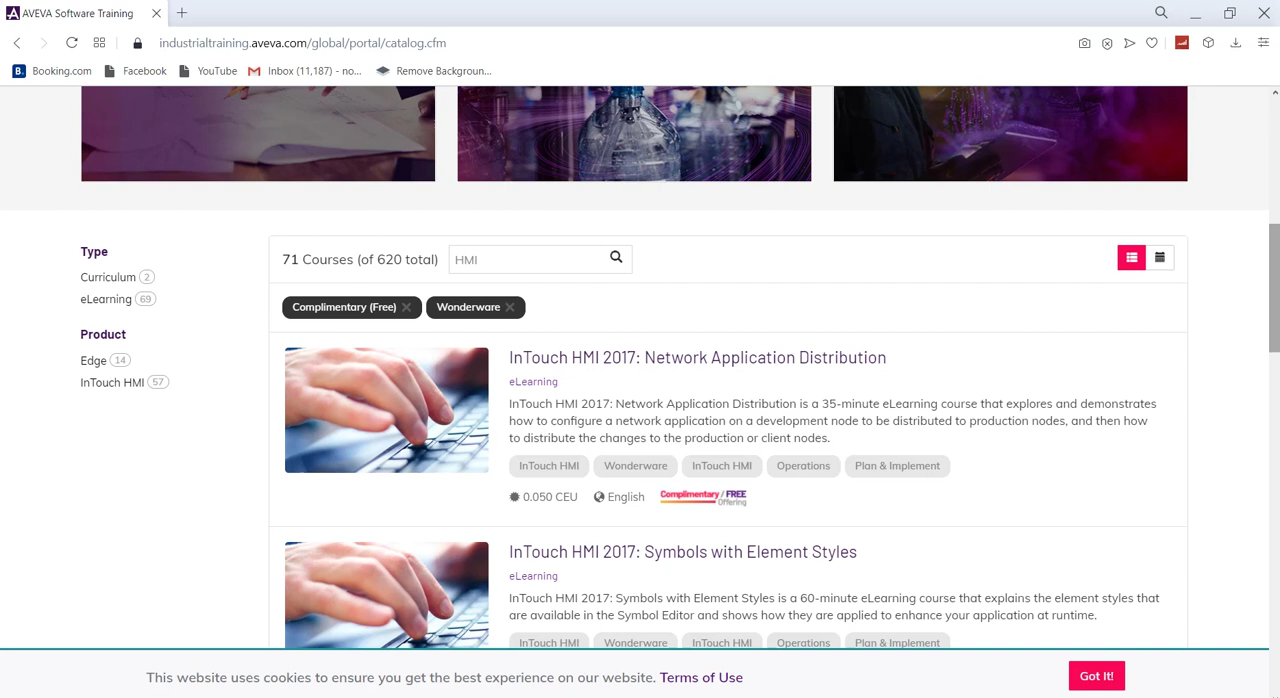 AVEVA Software Training
industrialtraining.aveva.com/global/portal/catalog.cfm
B. Booking.com Facebook YouTube Inbox (11,187) - no... Remove Backgroun...
Type
Curriculum 2
eLearning 69
Product
Edge 14
InTouch HMI 57
71 Courses (of 620 total) HMI
Complimentary (Free) Wonderware
InTouch HMI 2017: Network Application Distribution
eLearning
InTouch HMI 2017: Network Application Distribution is a 35-minute eLearning course that explores and demonstrates
how to configure a network application on a development node to be distributed to production nodes, and then how
to distribute the changes to the production or client nodes.
InTouch HMI Wonderware InTouch HMI Operations Plan & Implement
0.050 CEU English Complimentary / FREE
Offering
InTouch HMI 2017: Symbols with Element Styles
eLearning
InTouch HMI 2017: Symbols with Element Styles is a 60-minute eLearning course that explains the element styles that
are available in the Symbol Editor and shows how they are applied to enhance your application at runtime.
InTouch HMI Wonderware InTouch HMI Operations Plan & Implement
This website uses cookies to ensure you get the best experience on our website. Terms of Use
Got It!